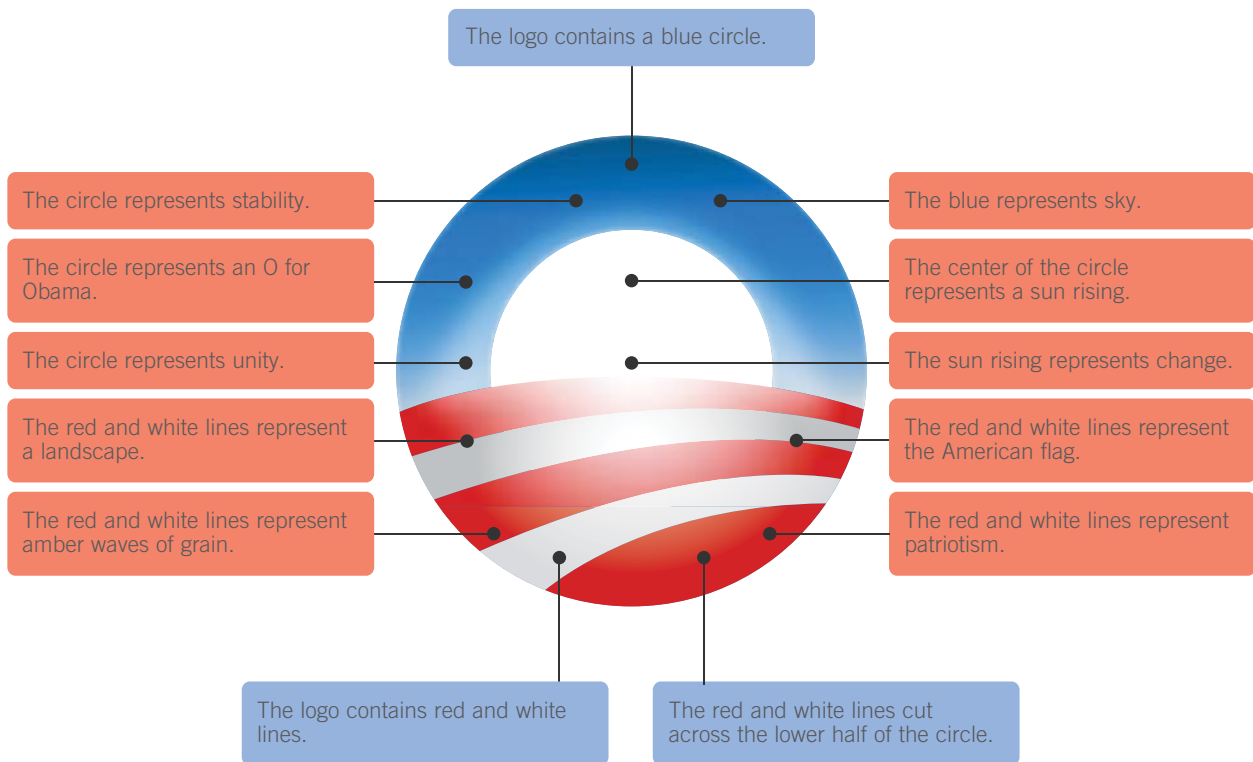 The logo contains a blue circle.
The circle represents stability.
The blue represents sky.
The circle represents an O for
Obama.
The center of the circle
represents a sun rising.
The circle represents unity.
The sun rising represents change.
The red and white lines represent
a landscape.
The red and white lines represent
the American flag.
The red and white lines represent
amber waves of grain.
The red and white lines represent
patriotism.
The logo contains red and white
lines.
The red and white lines cut
across the lower half of the circle.